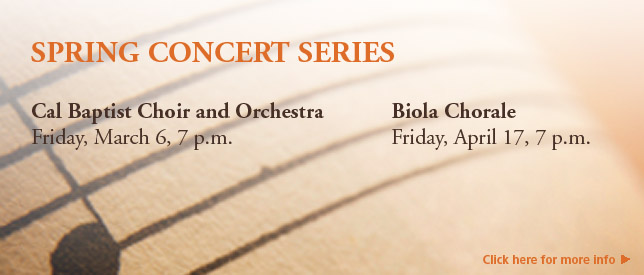 SPRING CONCERT SERIES
Cal Baptist Choir and Orchestra
Friday, March 6, 7 p.m.
Biola Chorale
Friday, April 17, 7 p.m.
Click here for more info ▶